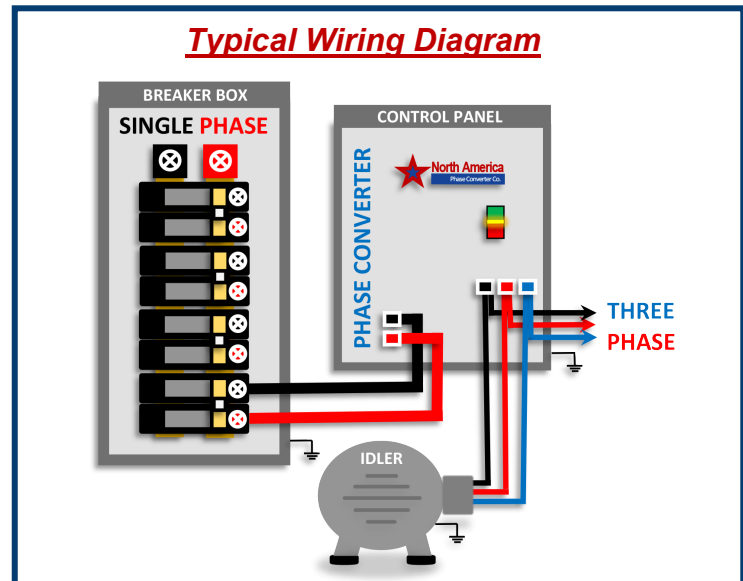 Typical Wiring Diagram
BREAKER BOX
SINGLE PHASE
CONTROL PANEL
PHASE CONVERTER
North America
Phase Converter Co.
THREE
PHASE
IDLER